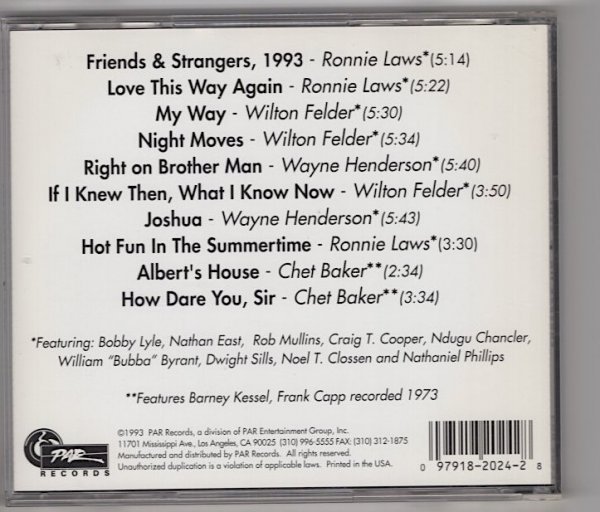 Friends & Strangers, 1993 - Ronnie Laws*(5:14)
Love This Way Again - Ronnie Laws*(5:22)
My Way - Wilton Felder*(5:30)
Night Moves - Wilton Felder*(5:34)
Right on Brother Man - Wayne Henderson*(5:40)
If I Knew Then, What I Know Now - Wilton Felder*(3:50)
Joshua - Wayne Henderson*(5:43)
Hot Fun In The Summertime - Ronnie Laws*(3:30)
Albert's House - Chet Baker**(2:34)
How Dare You, Sir - Chet Baker**(3:34)
*Featuring: Bobby Lyle, Nathan East, Rob Mullins, Craig T. Cooper, Ndugu Chancler,
William "Bubba" Byrant, Dwight Sills, Noel T. Clossen and Nathaniel Phillips
**Features Barney Kessel, Frank Capp recorded 1973
PAR
RECORDS
©1993 PAR Records, a division of PAR Entertainment Group, Inc.
11701 Mississippi Ave., Los Angeles, CA 90025 (310) 996-5555 FAX: (310) 312-1875
Manufactured and distributed by PAR Records. All rights reserved.
Unauthorized duplication is a violation of applicable laws. Printed in the USA.
0 97918-2024-2 8